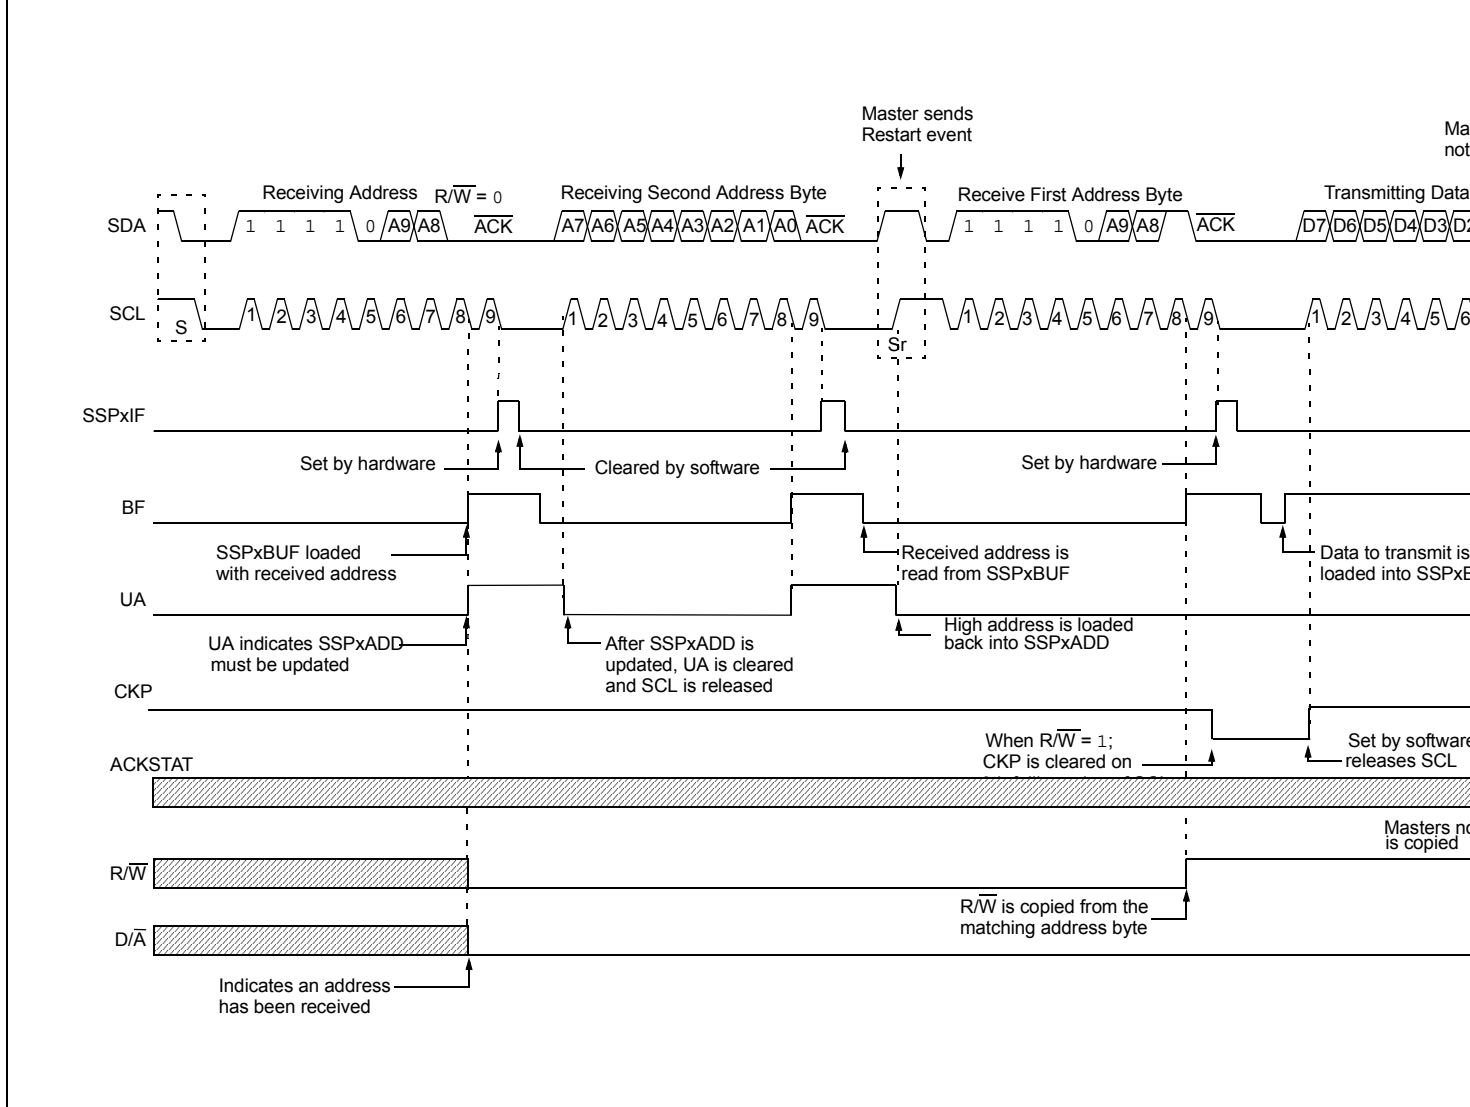 Master sends
Restart event
Ma
not
Receiving Address R/W = 0
Receiving Second Address Byte
Receive First Address Byte
Transmitting Data
SDA 1 1 1 1 0 A9 A8 ACK A7 A6 A5 A4 A3 A2 A1 A0 ACK 1 1 1 1 0 A9 A8 ACK D7 D6 D5 D4 D3 D2
SCL S 1 2 3 4 5 6 7 8 9 1 2 3 4 5 6 7 8 9 1 2 3 4 5 6 7 8 9 1 2 3 4 5 6
Sr
SSPxIF
Set by hardware
Cleared by software
Set by hardware
BF
SSPxBUF loaded
with received address
Received address is
read from SSPxBUF
Data to transmit is
loaded into SSPxB
UA
UA indicates SSPxADD
must be updated
After SSPxADD is
updated, UA is cleared
and SCL is released
High address is loaded
back into SSPxADD
CKP
When R/W = 1;
CKP is cleared on
Set by software
releases SCL
ACKSTAT
Masters no
is copied
R/W
R/W is copied from the
matching address byte
D/A
Indicates an address
has been received